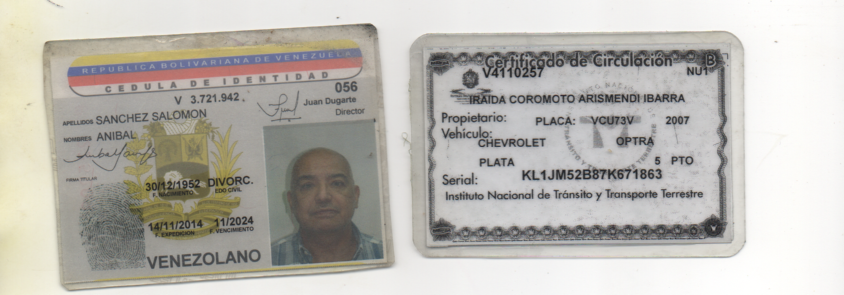 REPUBLICA BOLIVARIANA DE VENEZUELA
CEDULA DE IDENTIDAD
V 3.721.942
056
Juan Dugarte
Director
APELLIDOS SANCHEZ SALOMON
NOMBRES ANIBAL
FIRMA TITULAR
30/12/1952 DIVORC.
F. NACIMIENTO EDO CIVIL
14/11/2014 11/2024
F. EXPEDICION F. VENCIMIENTO
VENEZOLANO
Certificado de Circulación B
V4110257 NU1
IRAIDA COROMOTO ARISMENDI IBARRA
Propietario: PLACA: VCU73V 2007
Vehículo:
CHEVROLET OPTRA
PLATA 5 PTO
Serial: KL1JM52B87K671863
Instituto Nacional de Tránsito y Transporte Terrestre